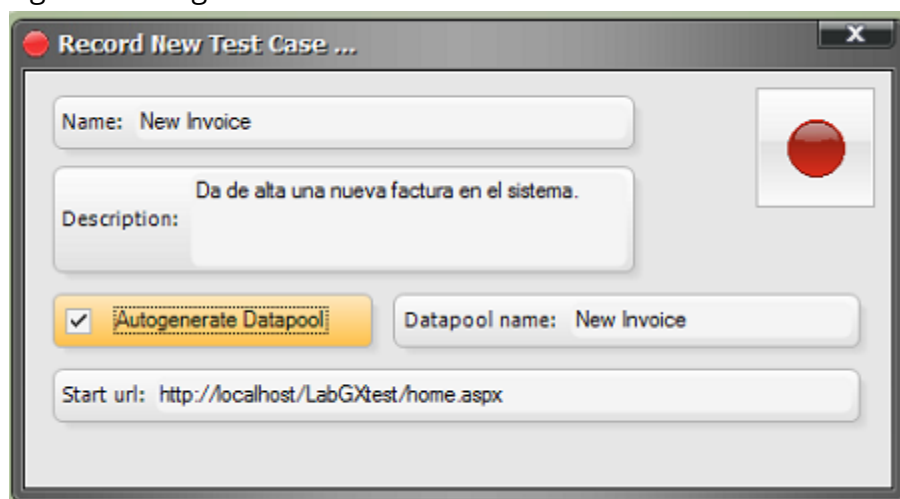 Record New Test Case ...
Name: New Invoice
Da de alta una nueva factura en el sistema.
Description:
Autogenerate Datapool
Datapool name: New Invoice
Start url: http://localhost/LabGXtest/home.aspx